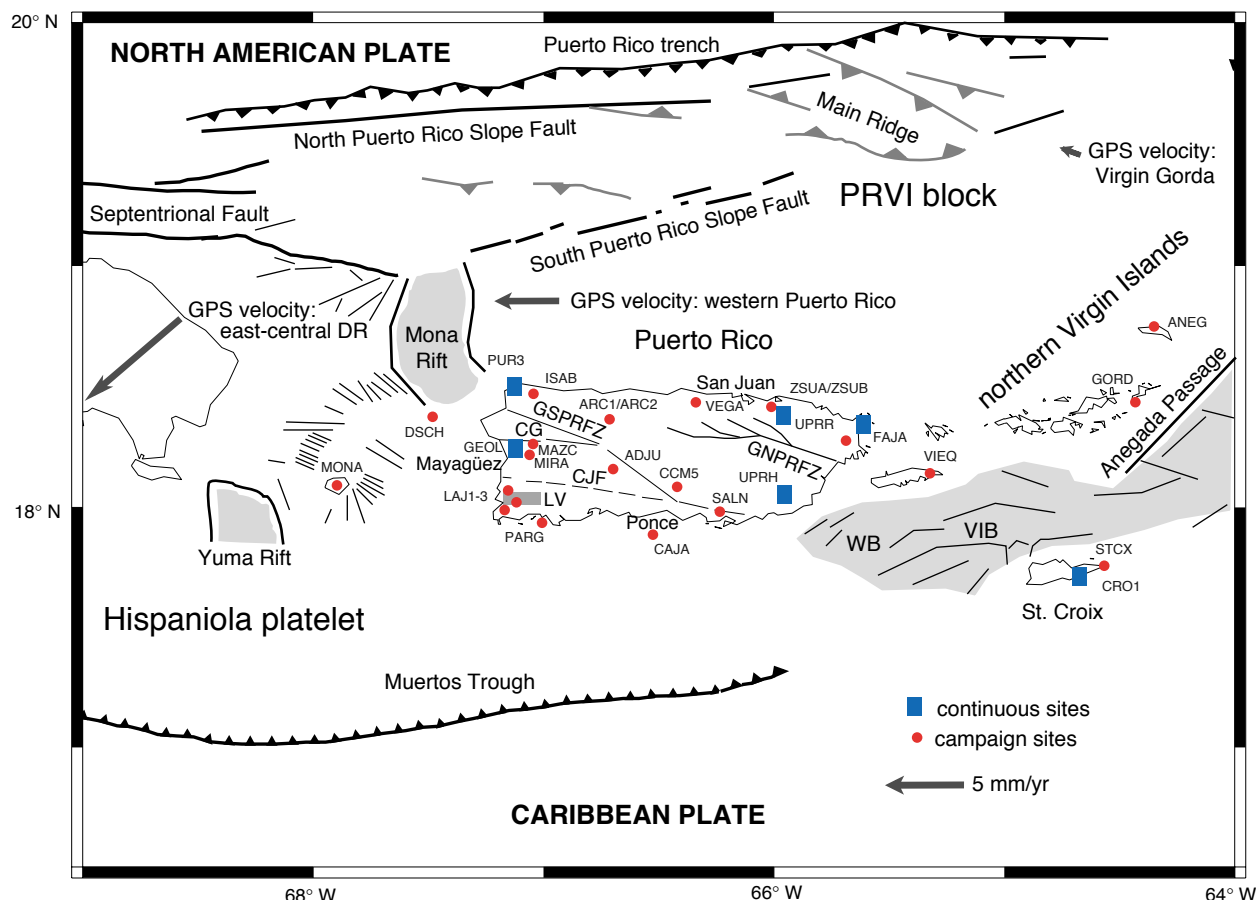 20° N
NORTH AMERICAN PLATE
Puerto Rico trench
Main Ridge
North Puerto Rico Slope Fault
GPS velocity:
Virgin Gorda
PRVI block
Septentrional Fault
South Puerto Rico Slope Fault
GPS velocity:
east-central DR
GPS velocity: western Puerto Rico
northern Virgin Islands
Mona
Rift
Puerto Rico
ANEG
PUR3
ISAB
San Juan
ZSUA/ZSUB
GORD
Anegada Passage
ARC1/ARC2
VEGA
UPRR
FAJA
DSCH
GSPRFZ
CG
GEOL
MAZC
MIRA
Mayagüez
ADJU
GNPRFZ
VIEQ
MONA
CJF
CCM5
UPRH
LAJ1-3
LV
SALN
18° N
PARG
Ponce
CAJA
WB
VIB
STCX
CRO1
Yuma Rift
St. Croix
Hispaniola platelet
Muertos Trough
continuous sites
campaign sites
5 mm/yr
CARIBBEAN PLATE
68° W
66° W
64° W